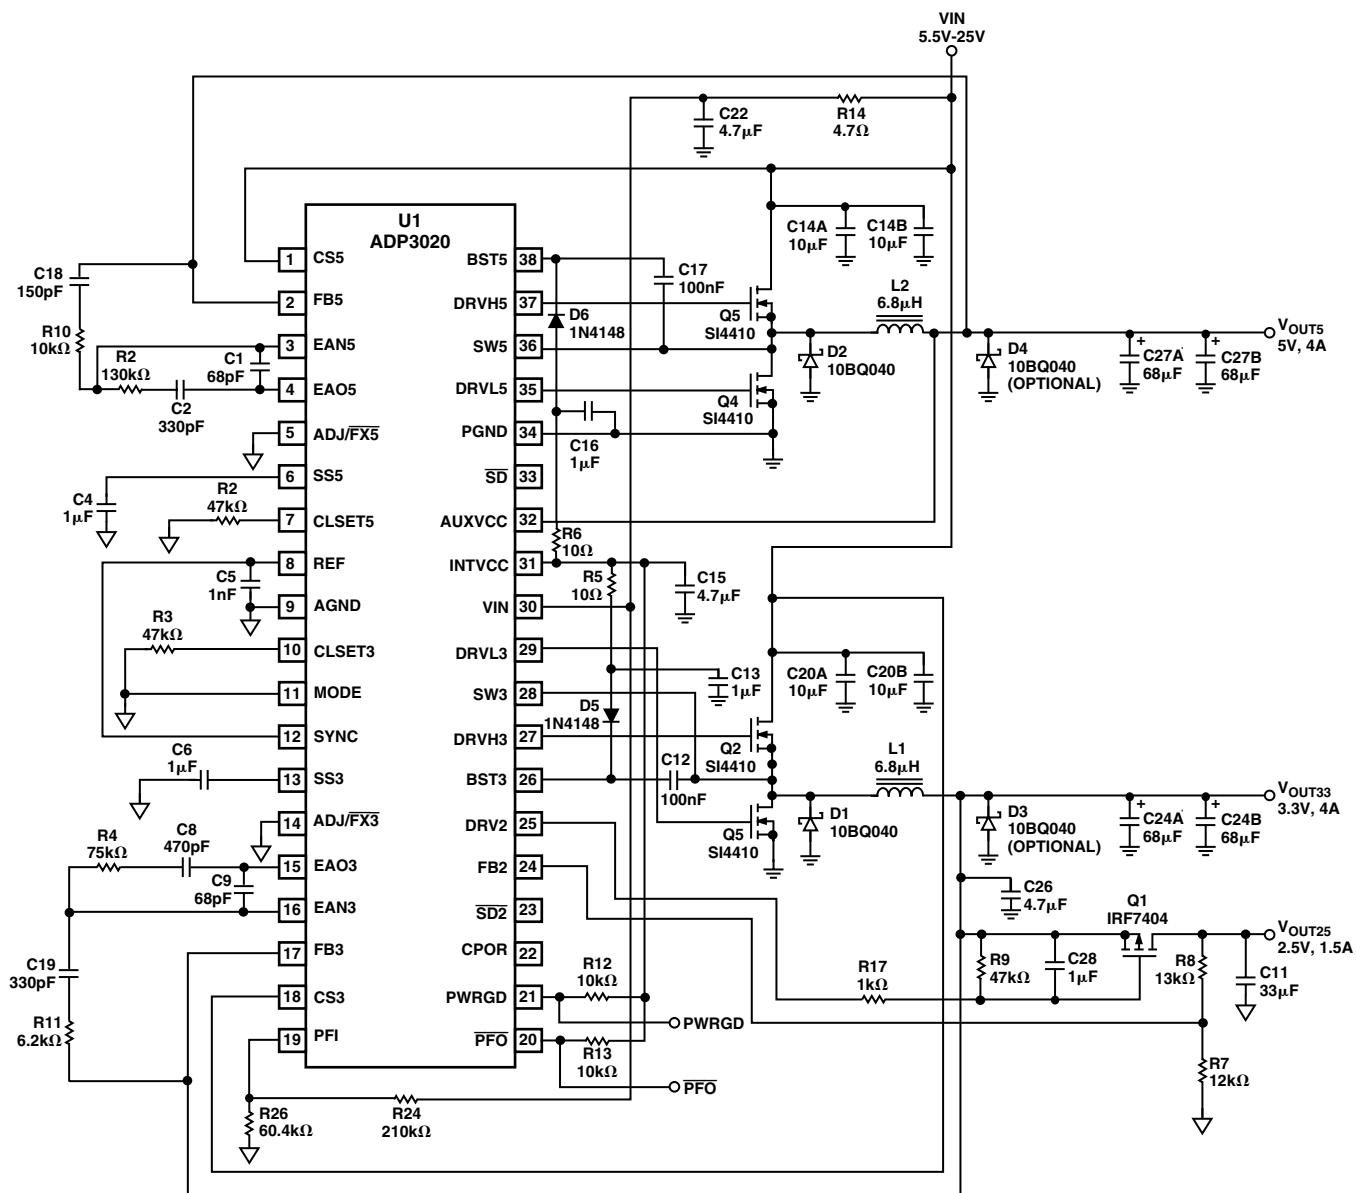 VIN
5.5V-25V
C22
4.7µF
R14
4.7Ω
U1
ADP3020
1 CS5
2 FB5
3 EAN5
4 EAO5
5 ADJ/FX5
6 SS5
7 CLSET5
8 REF
9 AGND
10 CLSET3
11 MODE
12 SYNC
13 SS3
14 ADJ/FX3
15 EAO3
16 EAN3
17 FB3
18 CS3
19 PFI
BST5 38
DRVH5 37
SW5 36
DRVL5 35
PGND 34
SD 33
AUXVCC 32
INTVCC 31
VIN 30
DRVL3 29
SW3 28
DRVH3 27
BST3 26
DRV2 25
FB2 24
SD2 23
CPOR 22
PWRGD 21
PFO 20
C18
150pF
R10
10kΩ
R2
130kΩ
C1
68pF
C2
330pF
C4
1µF
R2
47kΩ
C5
1nF
R3
47kΩ
C6
1µF
R4
75kΩ
C8
470pF
C9
68pF
C19
330pF
R11
6.2kΩ
R26
60.4kΩ
R24
210kΩ
C14A
10µF
C14B
10µF
C17
100nF
D6
1N4148
Q5
SI4410
L2
6.8µH
D2
10BQ040
D4
10BQ040
(OPTIONAL)
+
C27A
68µF
+
C27B
68µF
VOUT5
5V, 4A
Q4
SI4410
C16
1µF
R6
10Ω
R5
10Ω
C15
4.7µF
C13
1µF
C20A
10µF
C20B
10µF
D5
1N4148
Q2
SI4410
C12
100nF
L1
6.8µH
Q5
SI4410
D1
10BQ040
D3
10BQ040
(OPTIONAL)
+
C24A
68µF
+
C24B
68µF
VOUT33
3.3V, 4A
C26
4.7µF
Q1
IRF7404
VOUT25
2.5V, 1.5A
R17
1kΩ
R9
47kΩ
C28
1µF
R8
13kΩ
C11
33µF
R12
10kΩ
PWRGD
R13
10kΩ
PFO
R7
12kΩ